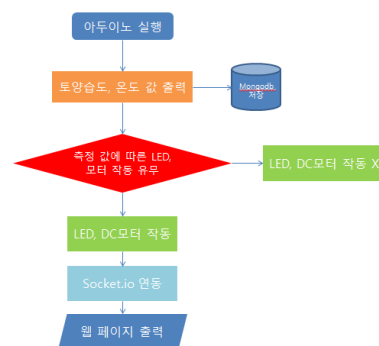 아두이노 실행
토양습도, 온도 값 출력
Mongodb
저장
측정 값에 따른 LED,
모터 작동 유무
LED, DC모터 작동 X
LED, DC모터 작동
Socket.io 연동
웹 페이지 출력